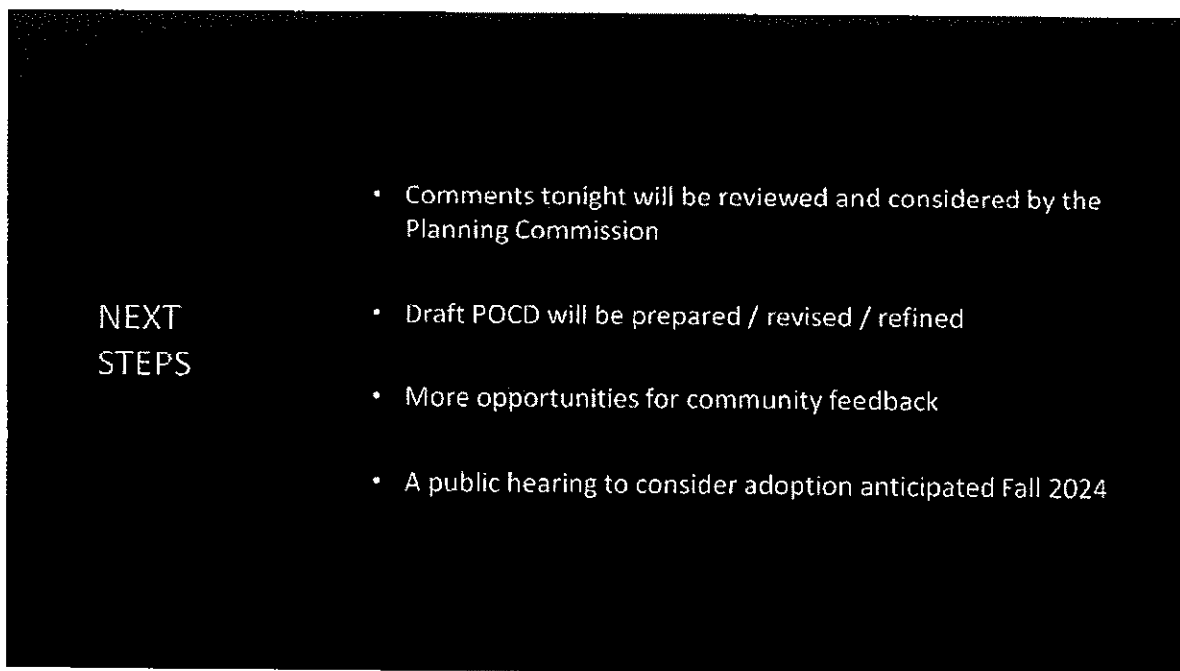 NEXT
STEPS
• Comments tonight will be reviewed and considered by the
Planning Commission
• Draft POCD will be prepared / revised / refined
• More opportunities for community feedback
• A public hearing to consider adoption anticipated Fall 2024